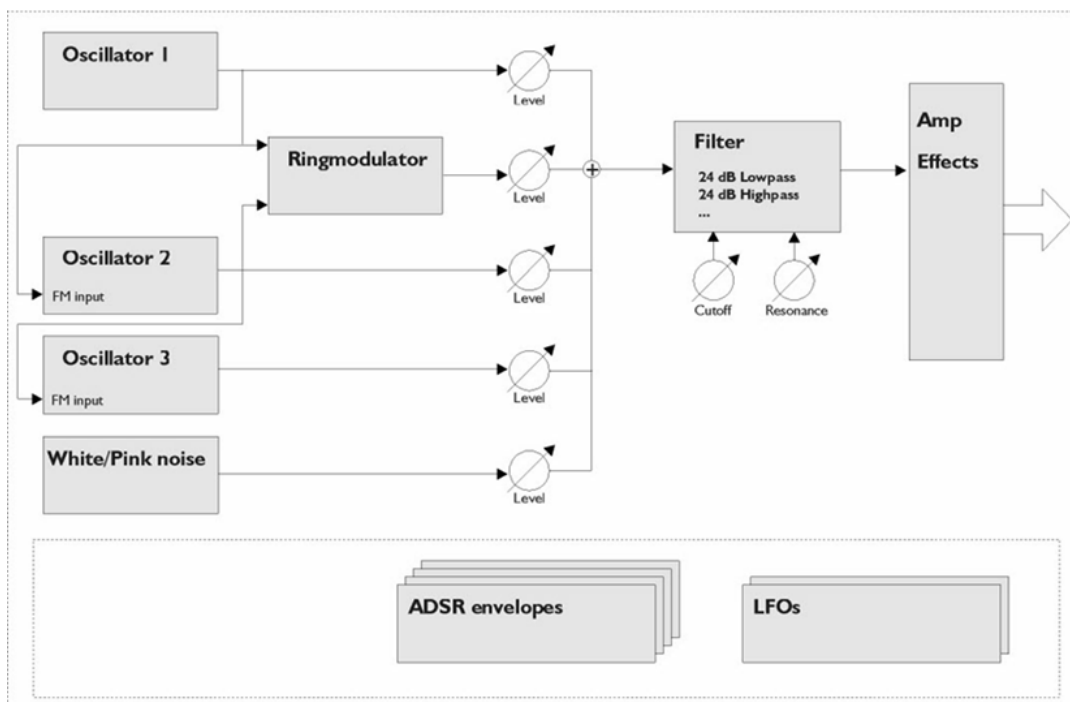 Oscillator 1
Level
Ringmodulator
Level
Filter
24 dB Lowpass
24 dB Highpass
...
Amp
Effects
Oscillator 2
FM input
Level
Cutoff
Resonance
Oscillator 3
FM input
Level
White/Pink noise
Level
ADSR envelopes
LFOs